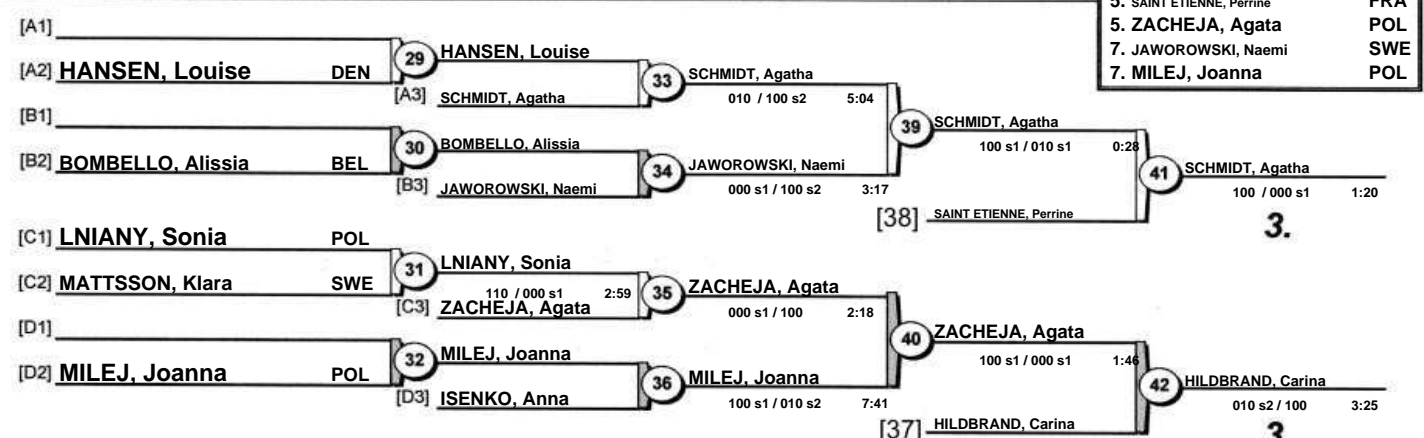 5. SAINT ETIENNE, Perrine FRA
5. ZACHEJA, Agata POL
7. JAWOROWSKI, Naemi SWE
7. MILEJ, Joanna POL
[A1]
[A2] HANSEN, Louise DEN
29
HANSEN, Louise
[A3] SCHMIDT, Agatha
33
SCHMIDT, Agatha
010 / 100 s2 5:04
[B1]
[B2] BOMBELLO, Alissia BEL
30
BOMBELLO, Alissia
[B3] JAWOROWSKI, Naemi
34
JAWOROWSKI, Naemi
000 s1 / 100 s2 3:17
39
SCHMIDT, Agatha
100 s1 / 010 s1 0:28
[38] SAINT ETIENNE, Perrine
41
SCHMIDT, Agatha
100 / 000 s1 1:20
3.
[C1] LNIANY, Sonia POL
[C2] MATTSSON, Klara SWE
31
LNIANY, Sonia
110 / 000 s1 2:59
[C3] ZACHEJA, Agata
35
ZACHEJA, Agata
000 s1 / 100 2:18
[D1]
[D2] MILEJ, Joanna POL
32
MILEJ, Joanna
[D3] ISENKO, Anna
36
MILEJ, Joanna
100 s1 / 010 s2 7:41
40
ZACHEJA, Agata
100 s1 / 000 s1 1:46
[37] HILDBRAND, Carina
42
HILDBRAND, Carina
010 s2 / 100 3:25
3